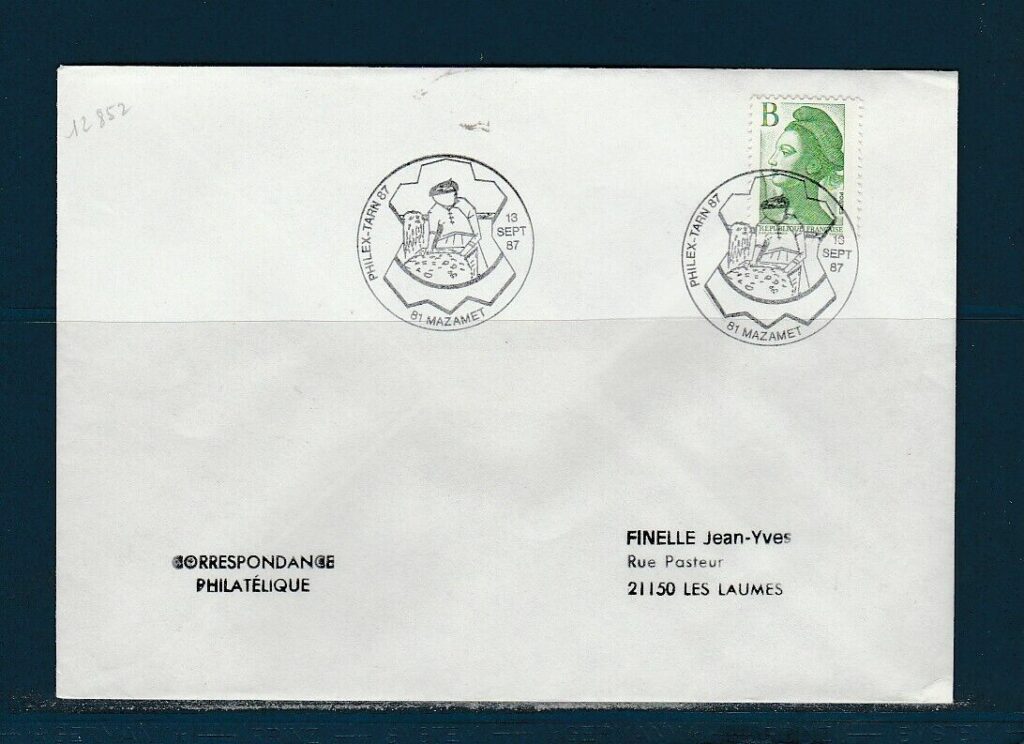 12852
B
REPUBLIQUE FRANÇAISE
PHILEX-TARN 87
13
SEPT
87
81 MAZAMET
PHILEX-TARN 87
13
SEPT
87
81 MAZAMET
CORRESPONDANCE
PHILATÉLIQUE
FINELLE Jean-Yves
Rue Pasteur
21150 LES LAUMES